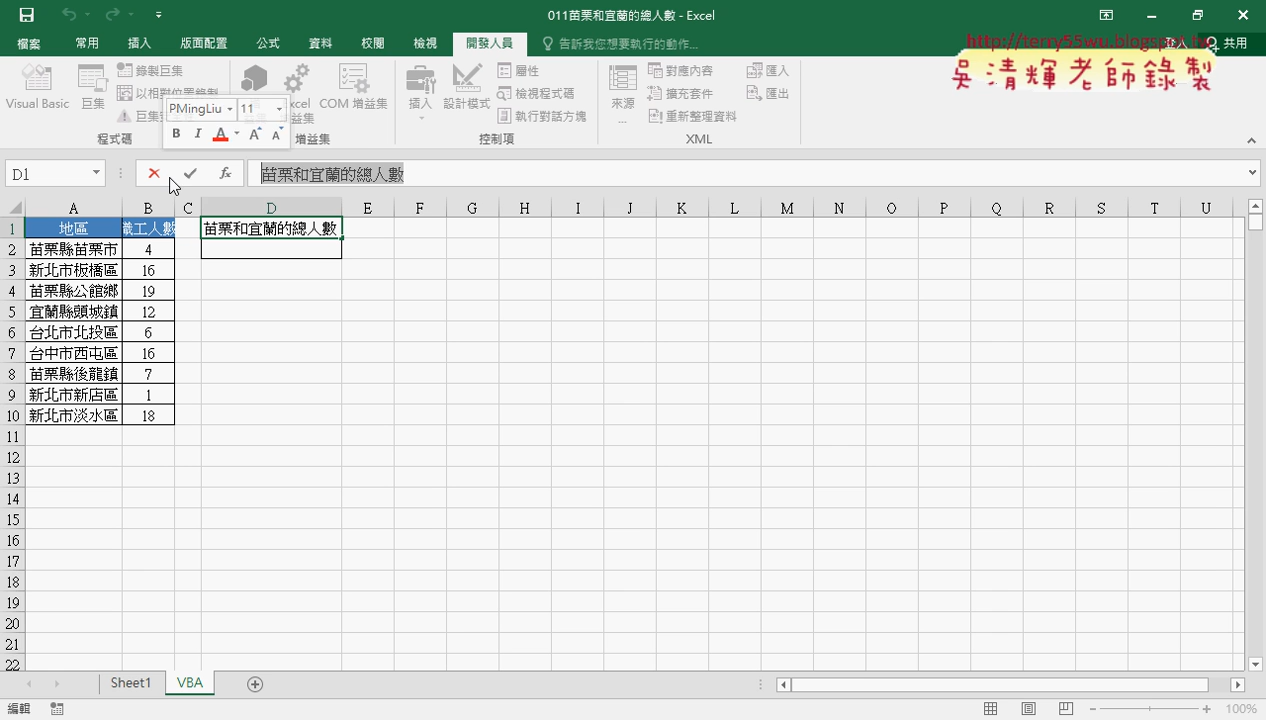 011苗栗和宜蘭的總人數 - Excel
檔案 常用 插入 版面配置 公式 資料 校閱 檢視 開發人員 告訴我您想要執行的動作... 共用
http://terry55wu.blogspot.tw
吳清輝老師錄製
Visual Basic 巨集 錄製巨集
程式碼
PMingLiu 11
B I A A A
COM 增益集
增益集
插入 設計模式 屬性
檢視程式碼
執行對話方塊
控制項
來源 對應內容 匯入
擴充套件 匯出
重新整理資料
XML
D1 fx 苗栗和宜蘭的總人數
A B C D E F G H I J K L M N O P Q R S T U
1 地區 職工人數 苗栗和宜蘭的總人數
2 苗栗縣苗栗市 4
3 新北市板橋區 16
4 苗栗縣公館鄉 19
5 宜蘭縣頭城鎮 12
6 台北市北投區 6
7 台中市西屯區 16
8 苗栗縣後龍鎮 7
9 新北市新店區 1
10 新北市淡水區 18
11
12
13
14
15
16
17
18
19
20
21
22
Sheet1 VBA
編輯 100%